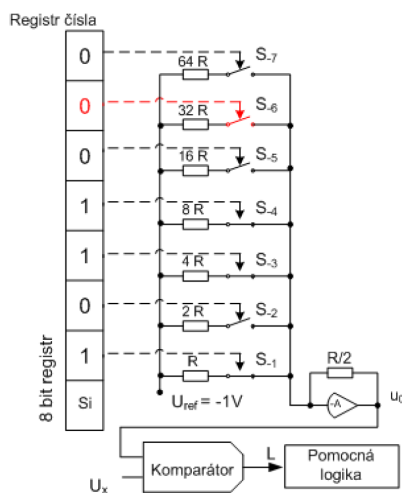 Registr čísla
0
64 R
S-7
0
32 R
S-6
0
16 R
S-5
1
8 R
S-4
1
4 R
S-3
0
2 R
S-2
1
R
S-1
8 bit registr
Si
Uref = -1V
R/2
-A
u0
Ux
Komparátor
L
Pomocná
logika